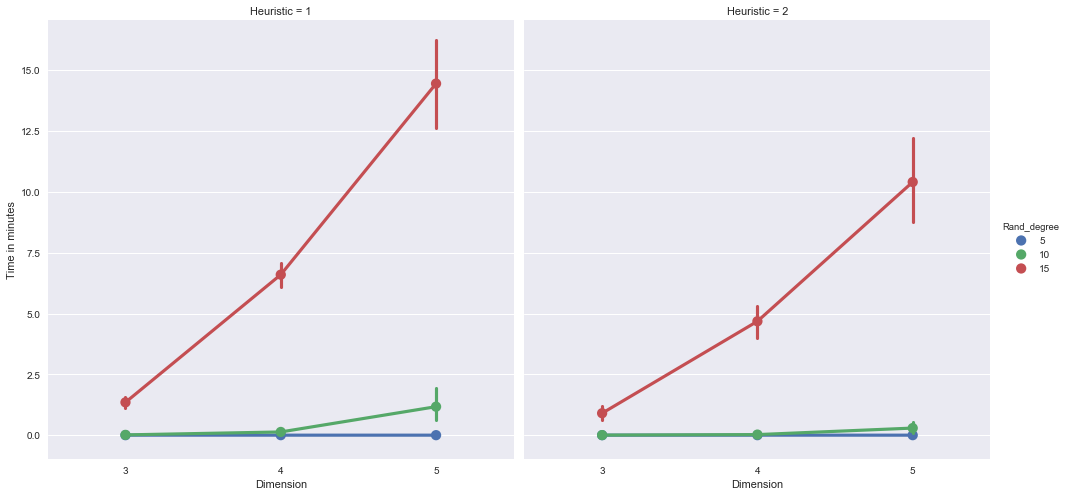 Heuristic = 1
Heuristic = 2
15.0
12.5
10.0
7.5
5.0
2.5
0.0
Time in minutes
3 4 5
3 4 5
Dimension
Dimension
Rand_degree
5
10
15